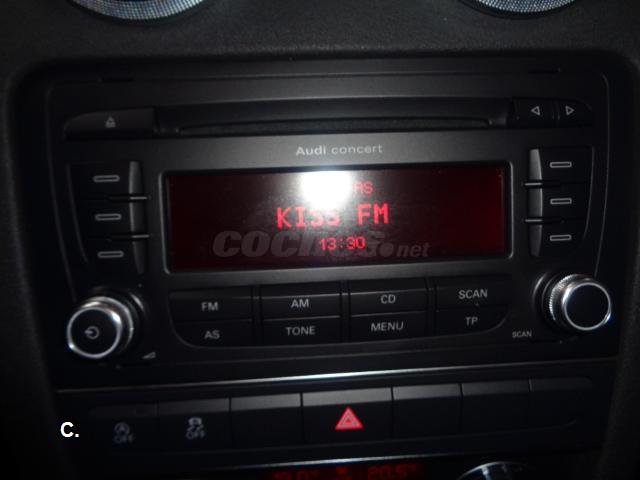 Audi concert
AS
KISS FM
COCHES.net
13:30
FM AM CD SCAN
AS TONE MENU TP
SCAN
OFF OFF
C.